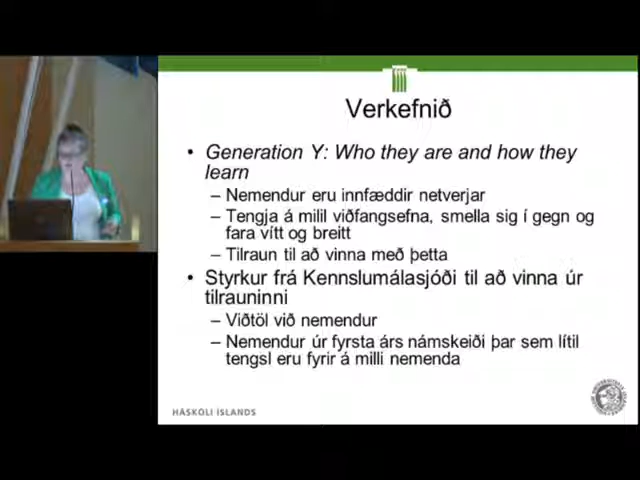 Verkefnið
• Generation Y: Who they are and how they
learn
– Nemendur eru innfæddir netverjar
– Tengja á milil viðfangsefna, smella sig í gegn og
fara vítt og breitt
– Tilraun til að vinna með þetta
• Styrkur frá Kennslumálasjóði til að vinna úr
tilrauninni
– Viðtöl við nemendur
– Nemendur úr fyrsta árs námskeiði þar sem lítil
tengsl eru fyrir á milli nemenda
HÁSKÓLI ÍSLANDS